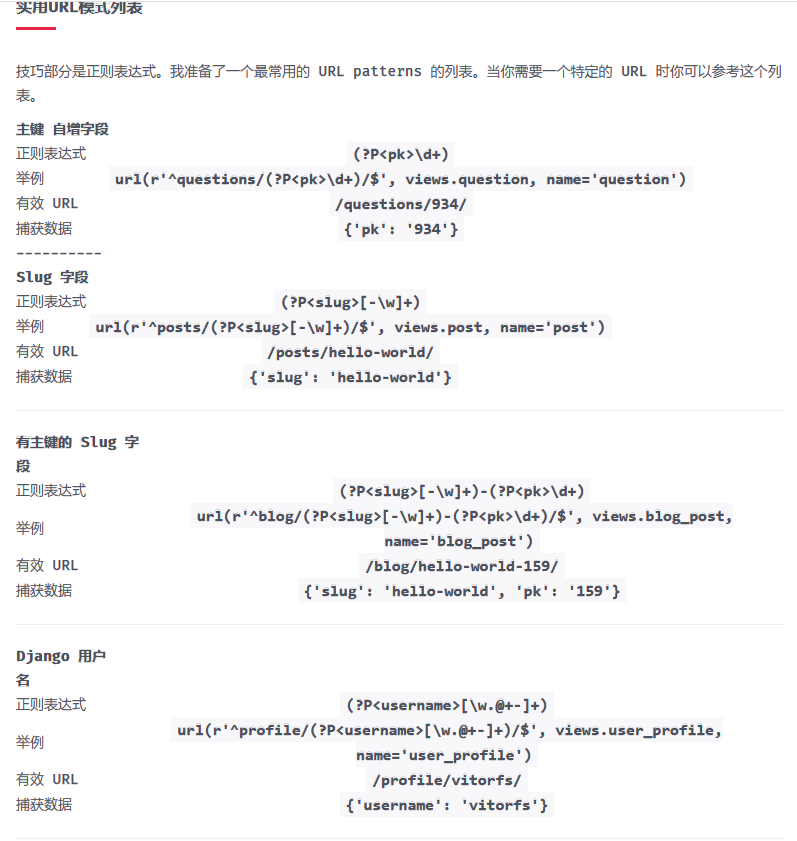 实用URL模式列表
技巧部分是正则表达式。我准备了一个最常用的 URL patterns 的列表。当你需要一个特定的 URL 时你可以参考这个列
表。
主键 自增字段
正则表达式 (?P<pk>\d+)
举例 url(r'^questions/(?P<pk>\d+)/$', views.question, name='question')
有效 URL /questions/934/
捕获数据 {'pk': '934'}
----------
Slug 字段
正则表达式 (?P<slug>[-\w]+)
举例 url(r'^posts/(?P<slug>[-\w]+)/$', views.post, name='post')
有效 URL /posts/hello-world/
捕获数据 {'slug': 'hello-world'}
有主键的 Slug 字
段
正则表达式 (?P<slug>[-\w]+)-(?P<pk>\d+)
举例 url(r'^blog/(?P<slug>[-\w]+)-(?P<pk>\d+)/$', views.blog_post,
name='blog_post')
有效 URL /blog/hello-world-159/
捕获数据 {'slug': 'hello-world', 'pk': '159'}
Django 用户
名
正则表达式 (?P<username>[\w.@+-]+)
举例 url(r'^profile/(?P<username>[\w.@+-]+)/$', views.user_profile,
name='user_profile')
有效 URL /profile/vitorfs/
捕获数据 {'username': 'vitorfs'}